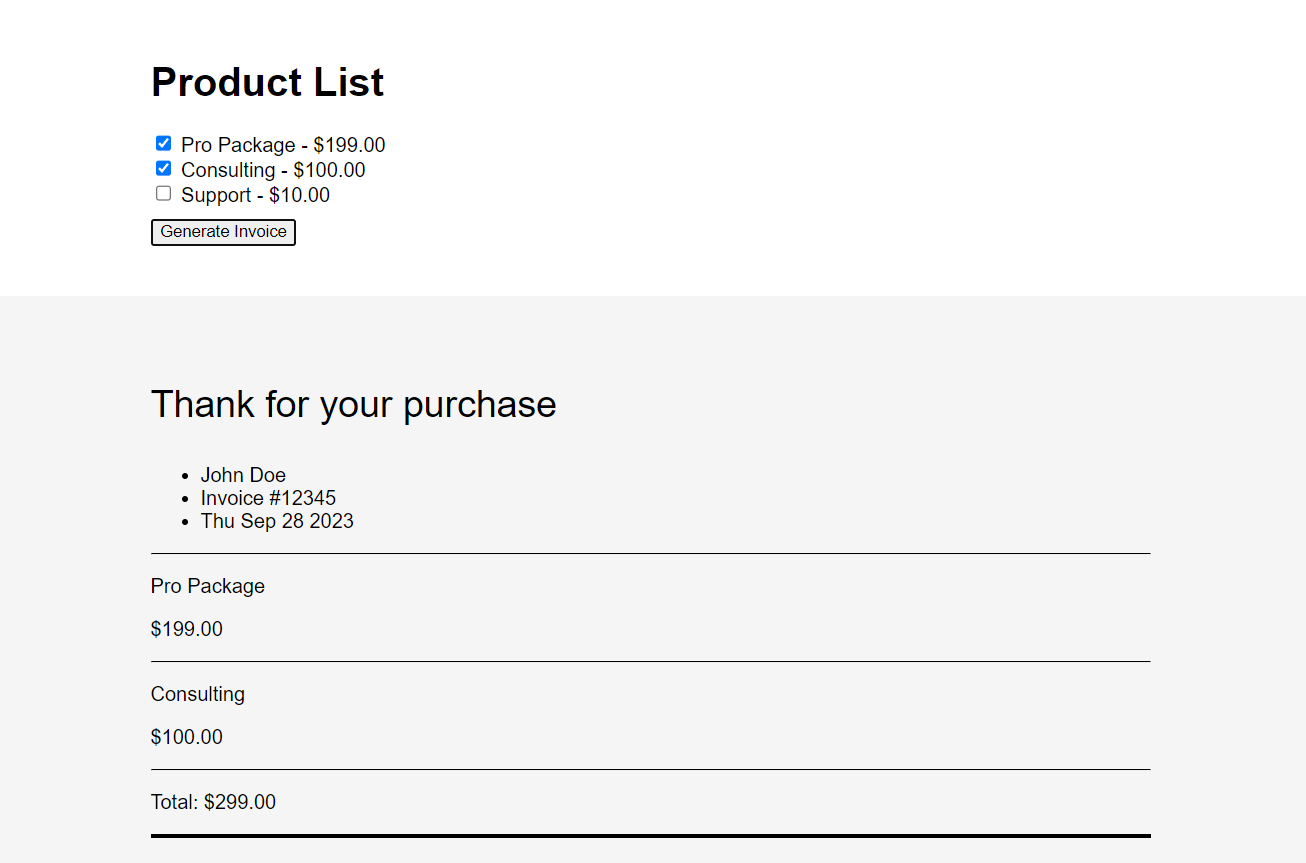 Product List
Pro Package - $199.00
Consulting - $100.00
Support - $10.00
Generate Invoice
Thank for your purchase
John Doe
Invoice #12345
Thu Sep 28 2023
Pro Package
$199.00
Consulting
$100.00
Total: $299.00